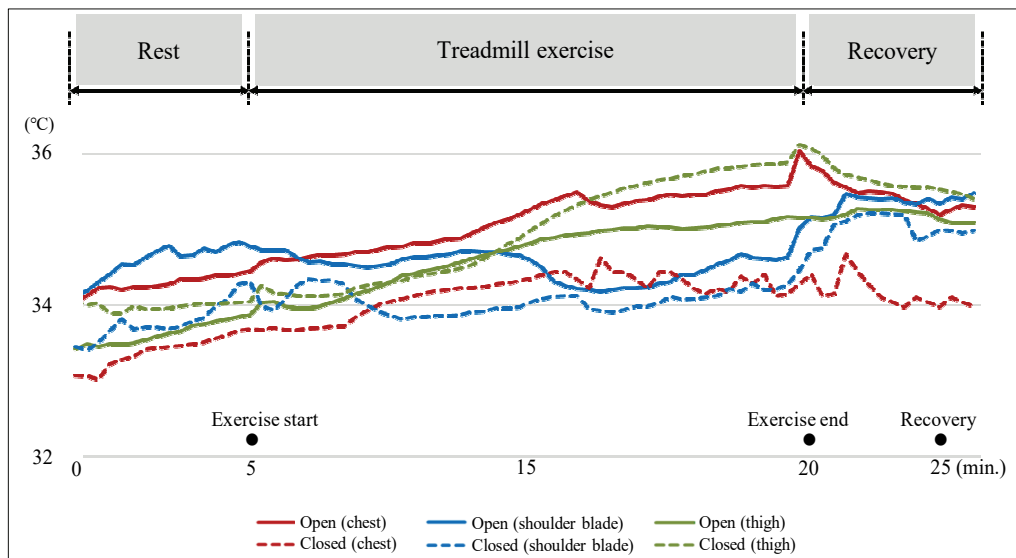 Rest Treadmill exercise Recovery
(℃)
36
34
Exercise start Exercise end Recovery
32
0 5 15 20 25 (min.)
Open (chest) Open (shoulder blade) Open (thigh)
Closed (chest) Closed (shoulder blade) Closed (thigh)